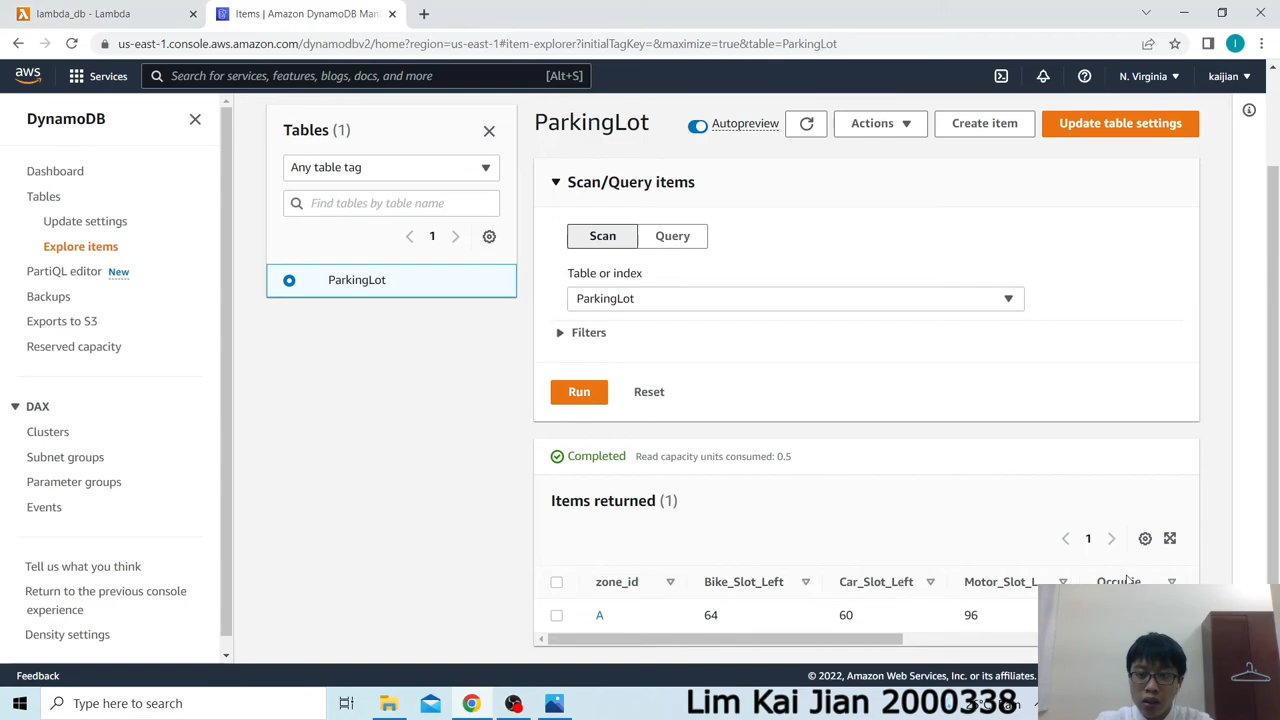 lambda_db - Lambda
Items | Amazon DynamoDB Man
us-east-1.console.aws.amazon.com/dynamodbv2/home?region=us-east-1#item-explorer?initialTagKey=&maximize=true&table=ParkingLot
aws
Services
Search for services, features, blogs, docs, and more
[Alt+S]
N. Virginia
kaijian
DynamoDB
Dashboard
Tables
Update settings
Explore items
PartiQL editor New
Backups
Exports to S3
Reserved capacity
DAX
Clusters
Subnet groups
Parameter groups
Events
Tell us what you think
Return to the previous console
experience
Density settings
Tables (1)
Any table tag
Find tables by table name
1
ParkingLot
ParkingLot
Autopreview
Actions
Create item
Update table settings
Scan/Query items
Scan
Query
Table or index
ParkingLot
Filters
Run
Reset
Completed
Read capacity units consumed: 0.5
Items returned (1)
1
zone_id
Bike_Slot_Left
Car_Slot_Left
Motor_Slot_L...
A
64
60
96
Feedback
© 2022, Amazon Web Services, Inc. or its affiliates.
Type here to search
Lim Kai Jian 2000338